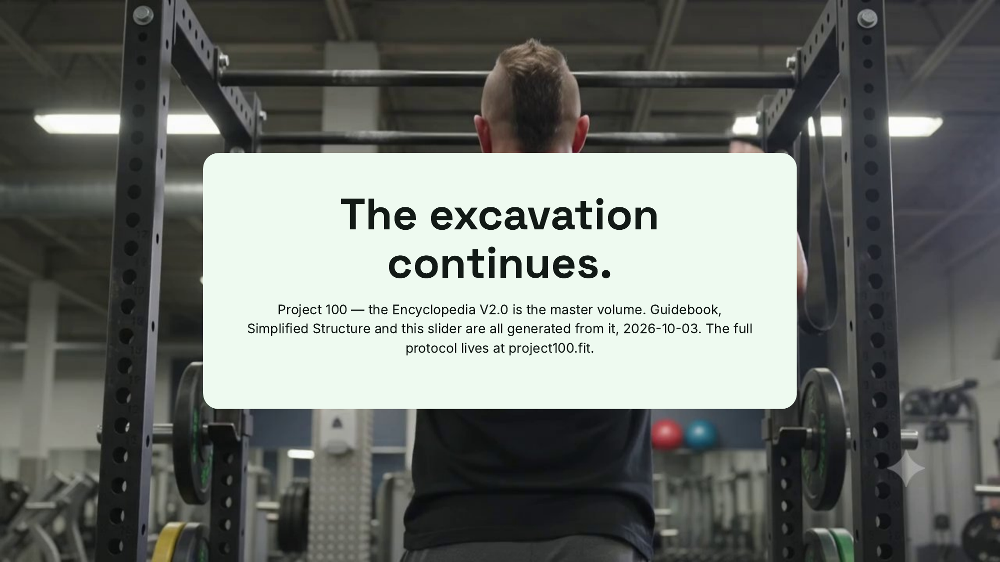 The excavation
continues.
Project 100 — the Encyclopedia V2.0 is the master volume. Guidebook,
Simplified Structure and this slider are all generated from it, 2026-10-03. The full
protocol lives at project100.fit.